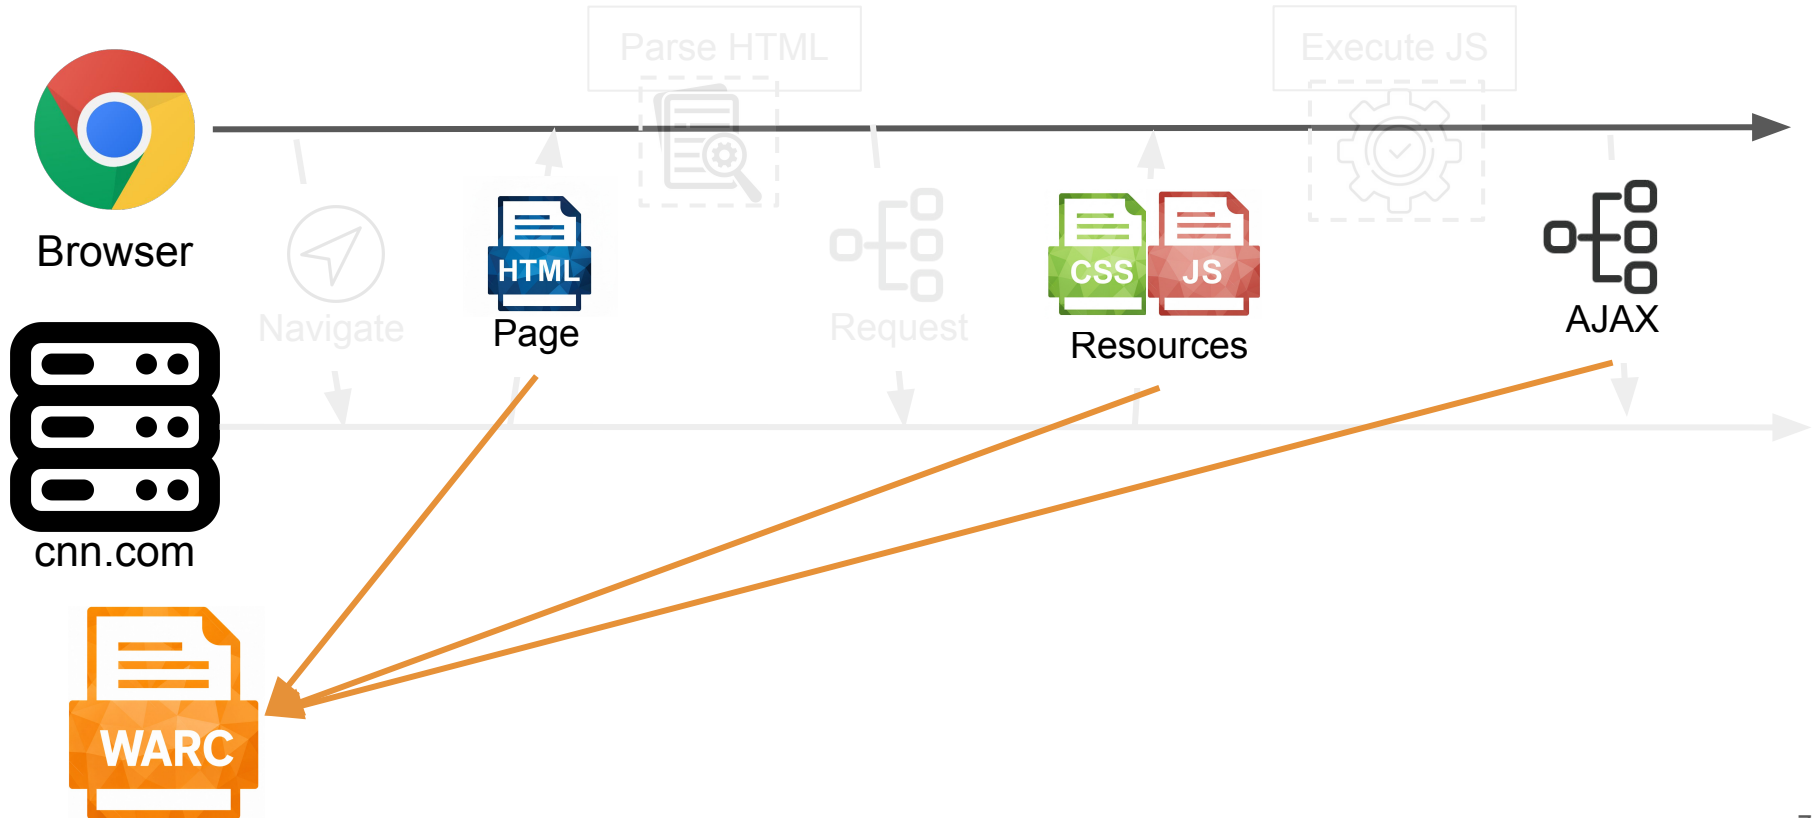 Parse HTML
Execute JS
Browser
Navigate
HTML
Page
Request
CSS
JS
Resources
AJAX
cnn.com
WARC